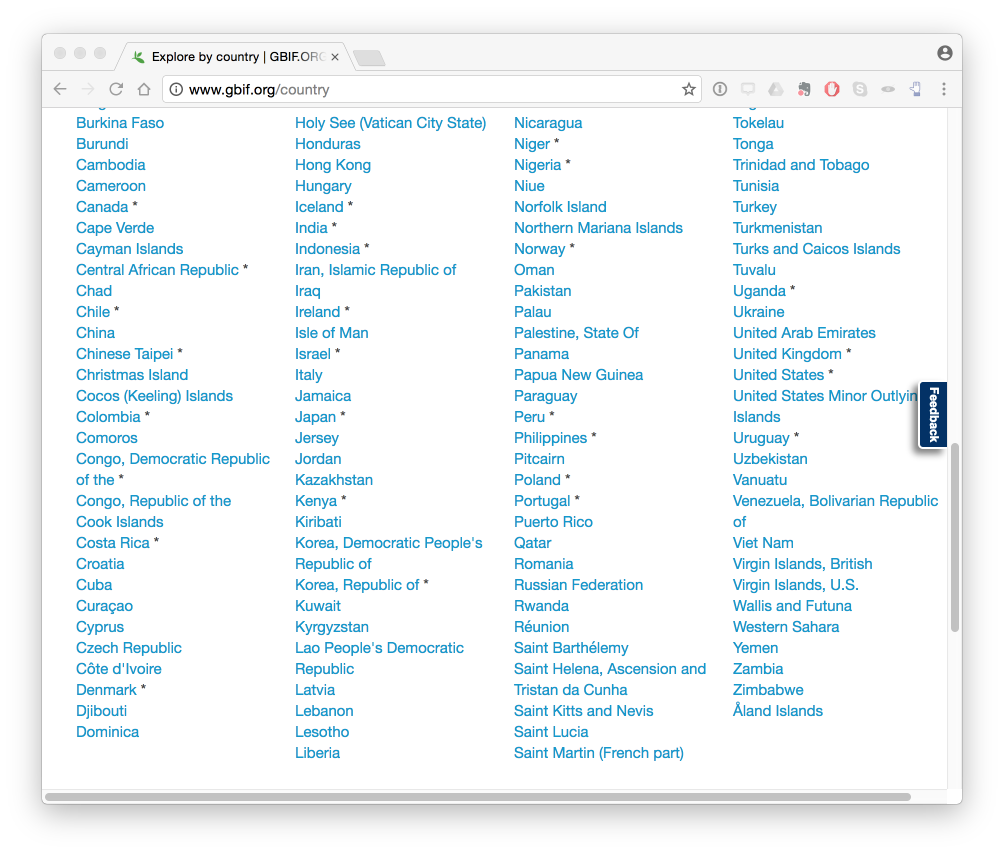 Explore by country | GBIF.ORG
www.gbif.org/country
Burkina Faso
Burundi
Cambodia
Cameroon
Canada *
Cape Verde
Cayman Islands
Central African Republic *
Chad
Chile *
China
Chinese Taipei *
Christmas Island
Cocos (Keeling) Islands
Colombia *
Comoros
Congo, Democratic Republic
of the *
Congo, Republic of the
Cook Islands
Costa Rica *
Croatia
Cuba
Curaçao
Cyprus
Czech Republic
Côte d'Ivoire
Denmark *
Djibouti
Dominica
Holy See (Vatican City State)
Honduras
Hong Kong
Hungary
Iceland *
India *
Indonesia *
Iran, Islamic Republic of
Iraq
Ireland *
Isle of Man
Israel *
Italy
Jamaica
Japan *
Jersey
Jordan
Kazakhstan
Kenya *
Kiribati
Korea, Democratic People's
Republic of
Korea, Republic of *
Kuwait
Kyrgyzstan
Lao People's Democratic
Republic
Latvia
Lebanon
Lesotho
Liberia
Nicaragua
Niger *
Nigeria *
Niue
Norfolk Island
Northern Mariana Islands
Norway *
Oman
Pakistan
Palau
Palestine, State Of
Panama
Papua New Guinea
Paraguay
Peru *
Philippines *
Pitcairn
Poland *
Portugal *
Puerto Rico
Qatar
Romania
Russian Federation
Rwanda
Réunion
Saint Barthélemy
Saint Helena, Ascension and
Tristan da Cunha
Saint Kitts and Nevis
Saint Lucia
Saint Martin (French part)
Tokelau
Tonga
Trinidad and Tobago
Tunisia
Turkey
Turkmenistan
Turks and Caicos Islands
Tuvalu
Uganda *
Ukraine
United Arab Emirates
United Kingdom *
United States *
United States Minor Outlyin
Islands
Uruguay *
Uzbekistan
Vanuatu
Venezuela, Bolivarian Republic
of
Viet Nam
Virgin Islands, British
Virgin Islands, U.S.
Wallis and Futuna
Western Sahara
Yemen
Zambia
Zimbabwe
Åland Islands
Feedback